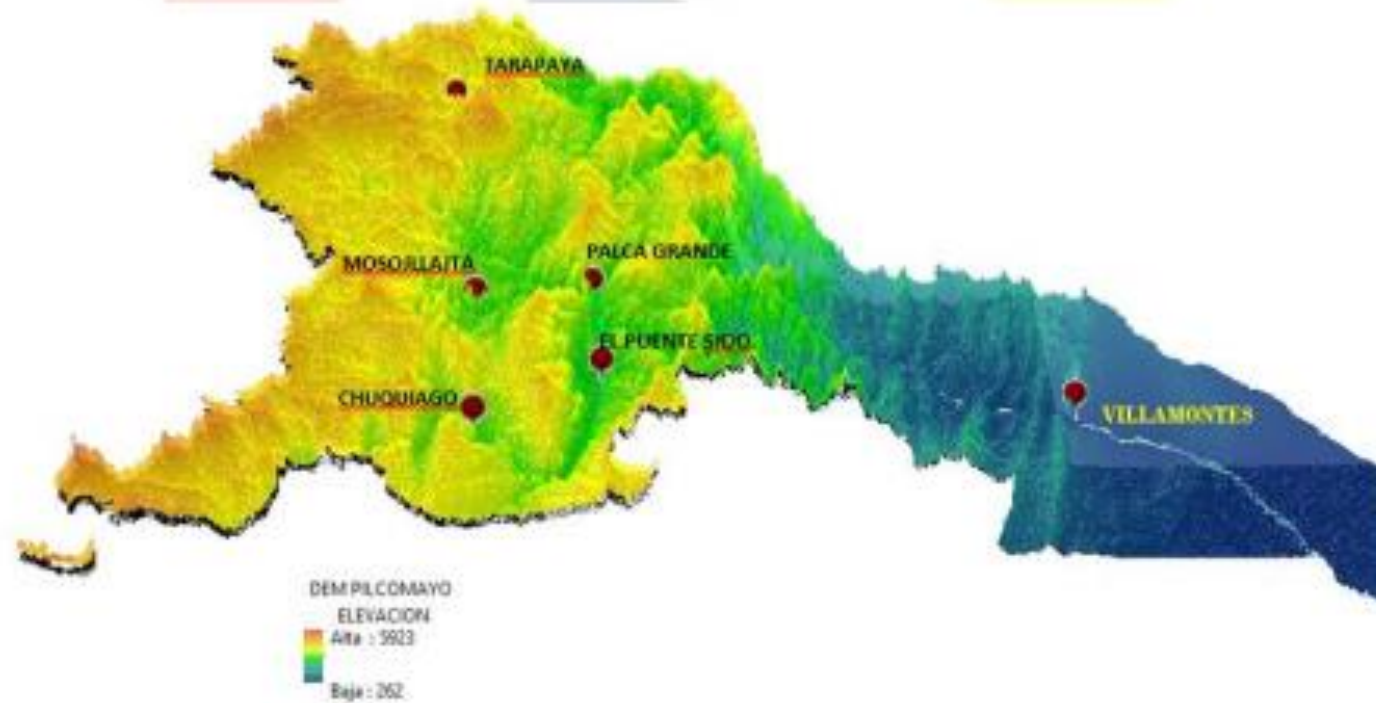 TARAPAYA
MOSOJLLAJTA
PALCA GRANDE
EL PUENTE SIDO
CHUQUIAGO
VILLAMONTES
DEM PILCOMAYO
ELEVACION
Alta : 5923
Baja : 262